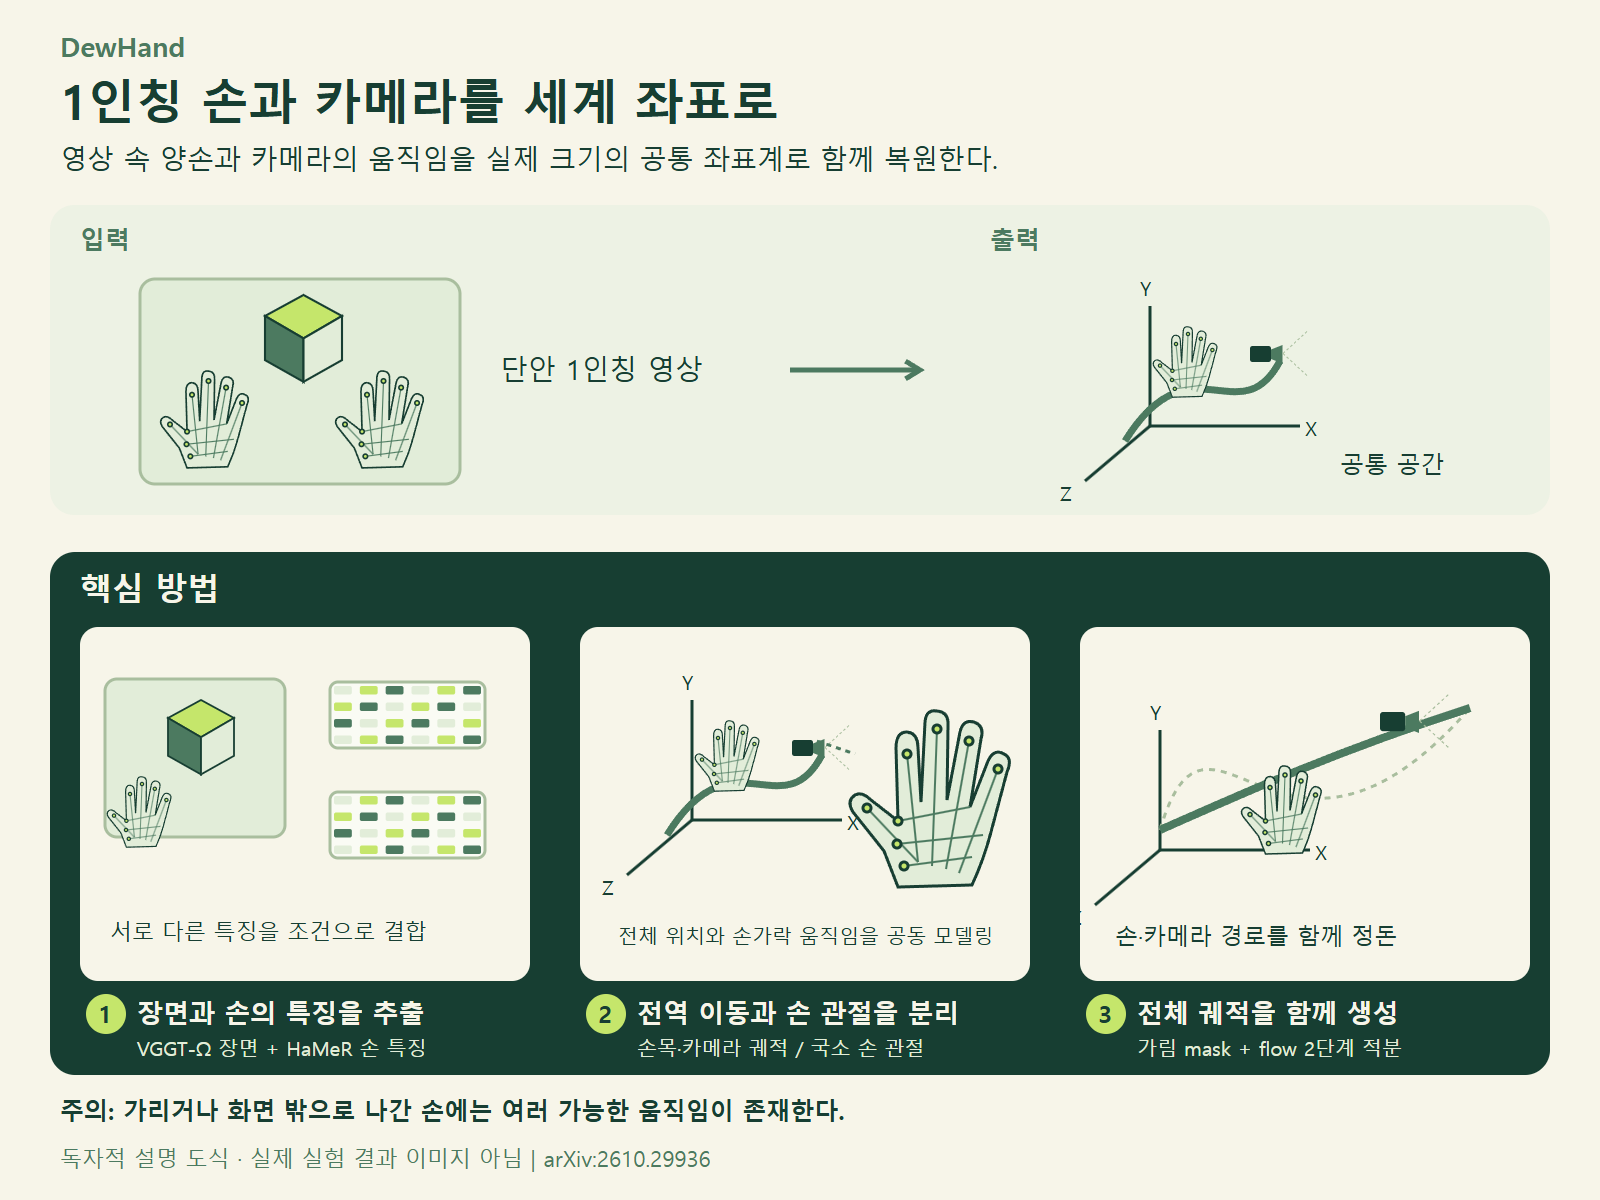 DewHand
1인칭 손과 카메라를 세계 좌표로
영상 속 양손과 카메라의 움직임을 실제 크기의 공통 좌표계로 함께 복원한다.
입력
출력
단안 1인칭 영상
Y
X
Z
공통 공간
핵심 방법
서로 다른 특징을 조건으로 결합
1 장면과 손의 특징을 추출
VGGT-Ω 장면 + HaMeR 손 특징
Y
X
Z
전체 위치와 손가락 움직임을 공동 모델링
2 전역 이동과 손 관절을 분리
손목·카메라 궤적 / 국소 손 관절
Y
X
손·카메라 경로를 함께 정돈
3 전체 궤적을 함께 생성
가림 mask + flow 2단계 적분
주의: 가리거나 화면 밖으로 나간 손에는 여러 가능한 움직임이 존재한다.
독자적 설명 도식 · 실제 실험 결과 이미지 아님 | arXiv:2610.29936